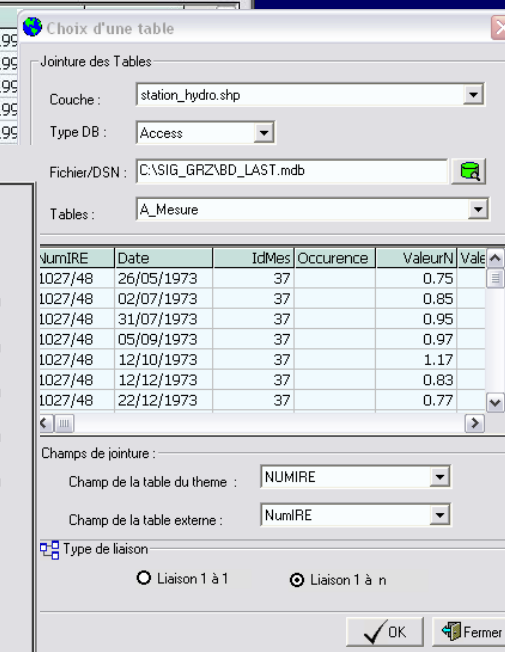 Choix d'une table
Jointure des Tables
Couche : station_hydro.shp
Type DB : Access
Fichier/DSN : C:\SIG_GRZ\BD_LAST.mdb
Tables : A_Mesure
NumIRE Date IdMes Occurence ValeurN Vale
1027/48 26/05/1973 37 0.75
1027/48 02/07/1973 37 0.85
1027/48 31/07/1973 37 0.95
1027/48 05/09/1973 37 0.97
1027/48 12/10/1973 37 1.17
1027/48 12/12/1973 37 0.83
1027/48 22/12/1973 37 0.77
Champs de jointure :
Champ de la table du theme : NUMIRE
Champ de la table externe : NumIRE
Type de liaison
Liaison 1 à 1 Liaison 1 à n
OK Fermer